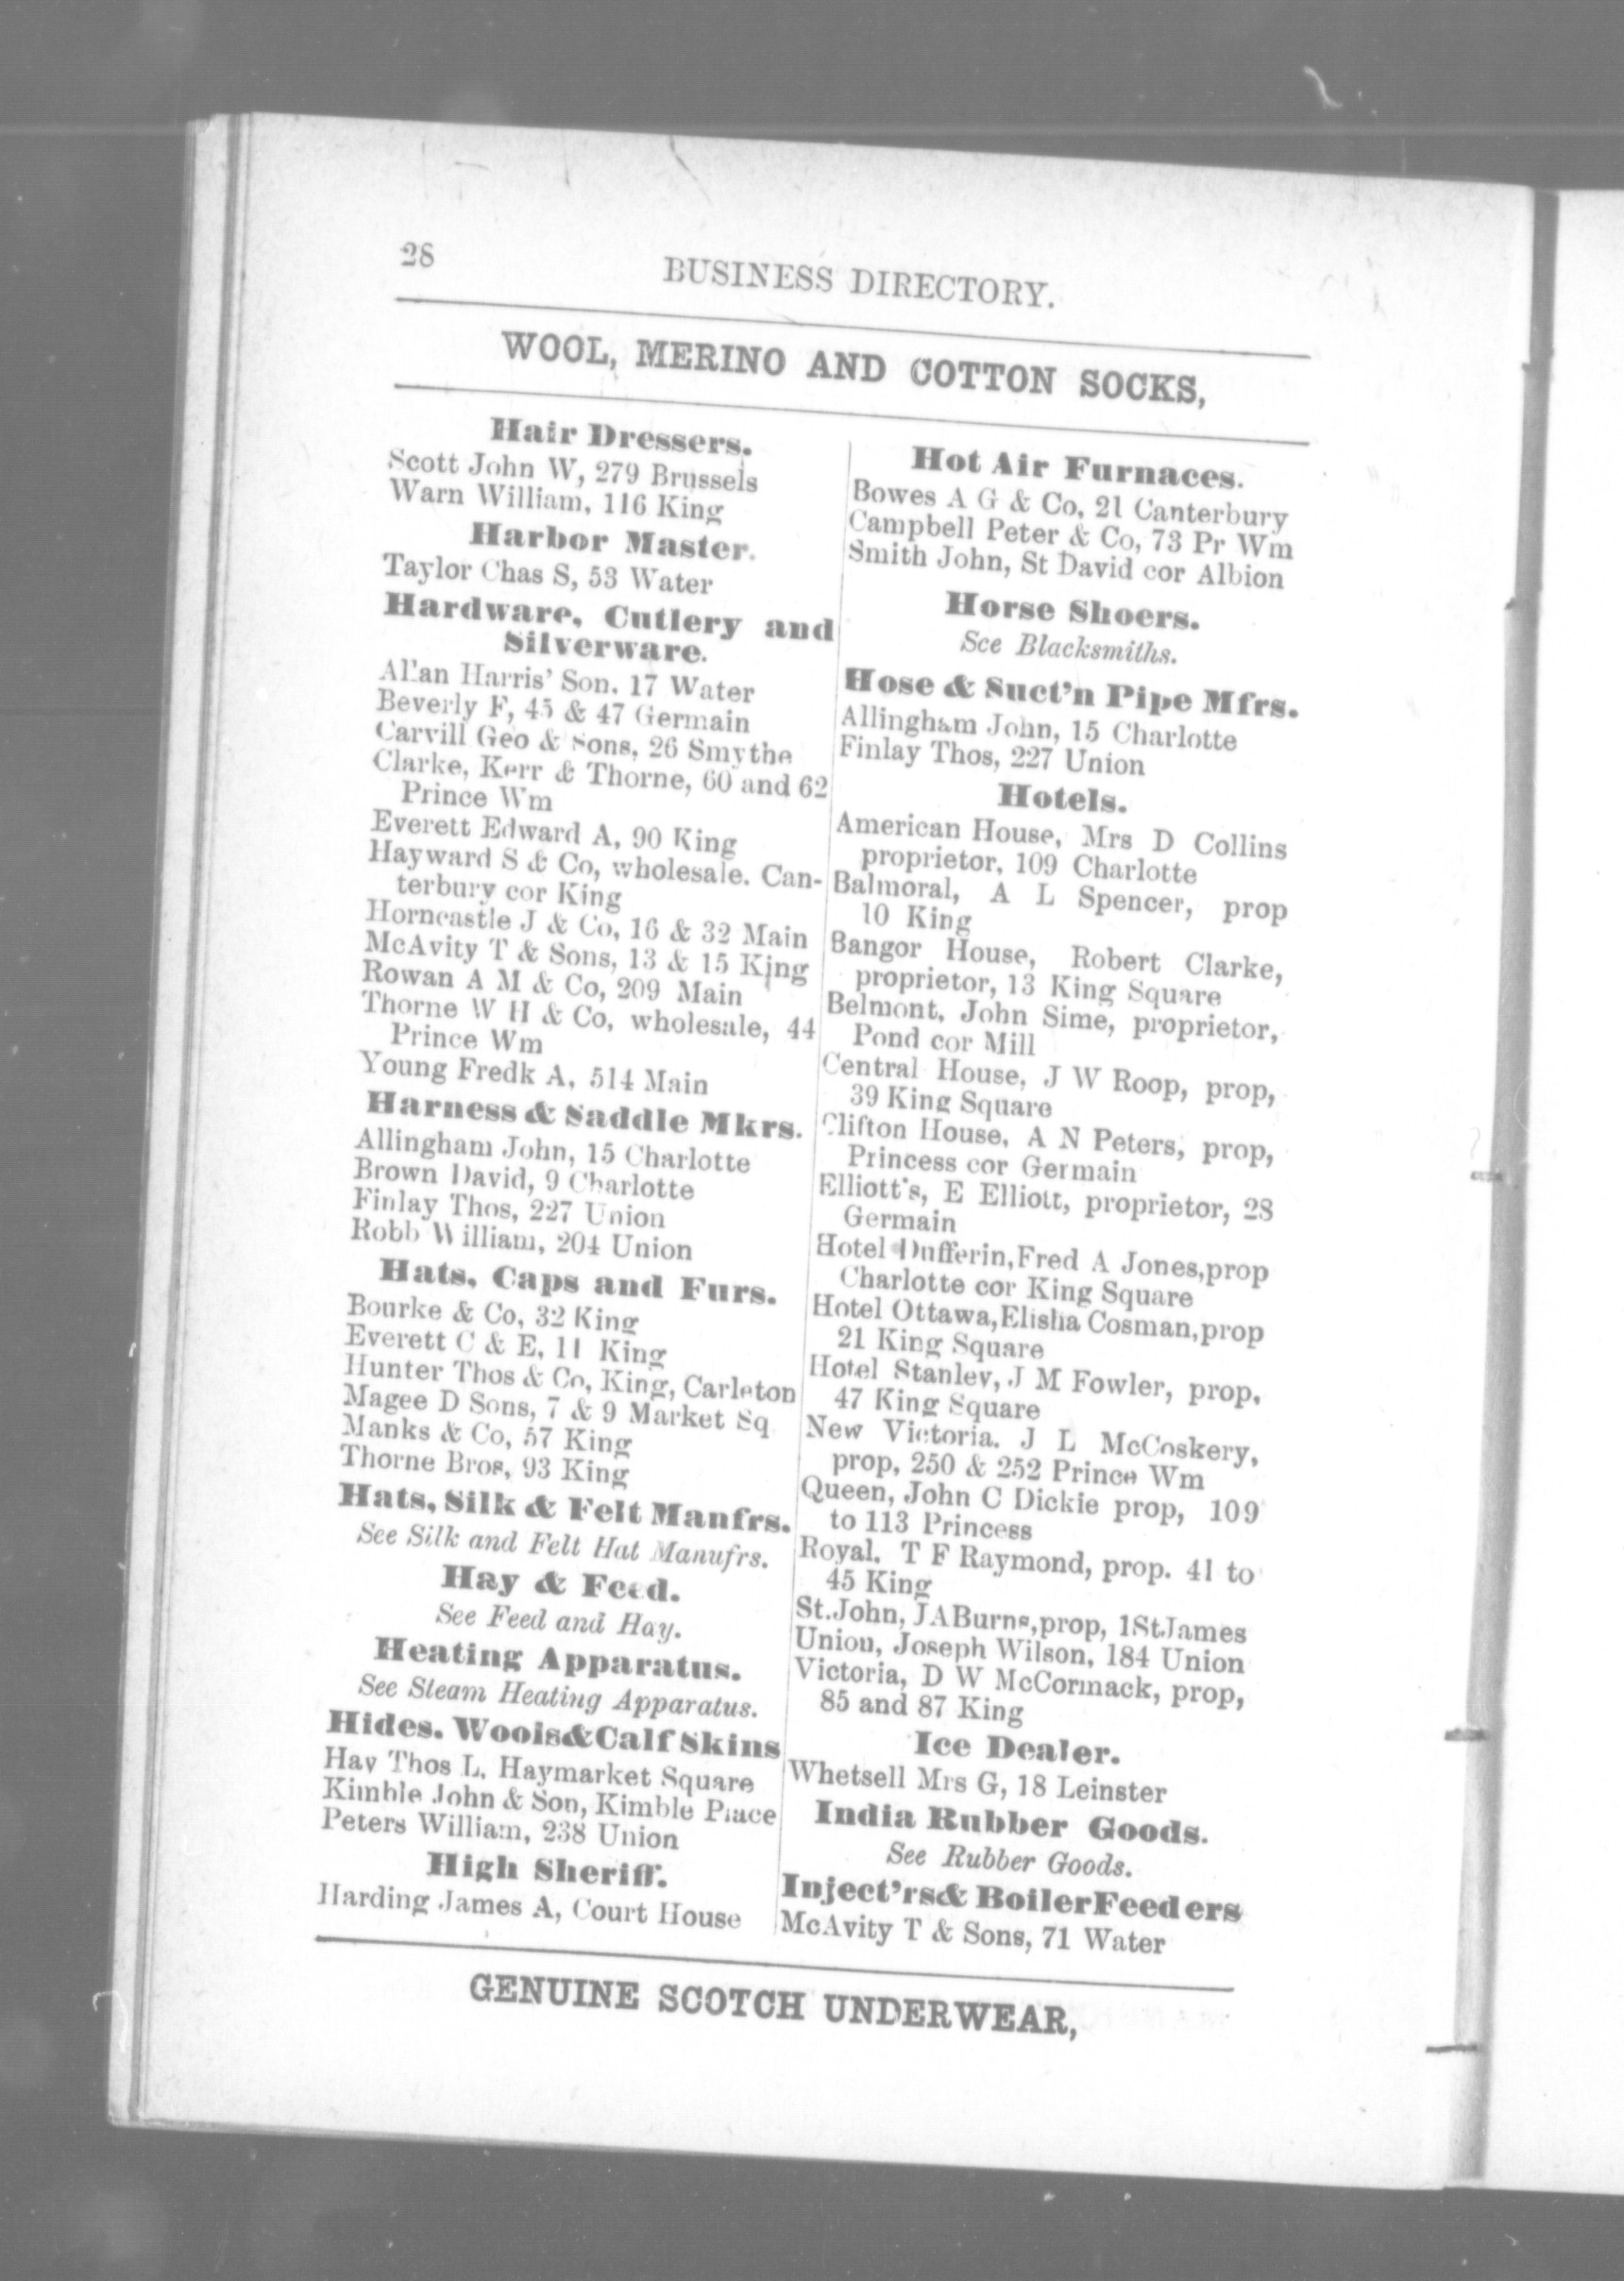 28
BUSINESS DIRECTORY.
WOOL, MERINO AND COTTON SOCKS,
Hair Dressers.
Scott John W, 279 Brussels
Warn William, 116 King
Harbor Master.
Taylor Chas S, 53 Water
Hardware, Cutlery and
Silverware.
Allan Harris' Son. 17 Water
Beverly F, 45 & 47 Germain
Carvill Geo & Sons, 26 Smythe
Clarke, Kerr & Thorne, 60 and 62
Prince Wm
Everett Edward A, 90 King
Hayward S & Co, wholesale. Can-
terbury cor King
Horncastle J & Co, 16 & 32 Main
McAvity T & Sons, 13 & 15 King
Rowan A M & Co, 209 Main
Thorne W H & Co, wholesale, 44
Prince Wm
Young Fredk A, 514 Main
Harness & Saddle Mkrs.
Allingham John, 15 Charlotte
Brown David, 9 Charlotte
Finlay Thos, 227 Union
Robb William, 204 Union
Hats, Caps and Furs.
Bourke & Co, 32 King
Everett C & E, 11 King
Hunter Thos & Co, King, Carleton
Magee D Sons, 7 & 9 Market Sq
Manks & Co, 57 King
Thorne Bros, 93 King
Hats, Silk & Felt Manfrs.
See Silk and Felt Hat Manufrs.
Hay & Feed.
See Feed and Hay.
Heating Apparatus.
See Steam Heating Apparatus.
Hides. Wools&Calf Skins
Hay Thos L, Haymarket Square
Kimble John & Son, Kimble Place
Peters William, 238 Union
High Sheriff.
Harding James A, Court House
Hot Air Furnaces.
Bowes A G & Co, 21 Canterbury
Campbell Peter & Co, 73 Pr Wm
Smith John, St David cor Albion
Horse Shoers.
See Blacksmiths.
Hose & Suct'n Pipe Mfrs.
Allingham John, 15 Charlotte
Finlay Thos, 227 Union
Hotels.
American House, Mrs D Collins
proprietor, 109 Charlotte
Balmoral, A L Spencer, prop
10 King
Bangor House, Robert Clarke,
proprietor, 13 King Square
Belmont, John Sime, proprietor,
Pond cor Mill
Central House, J W Roop, prop,
39 King Square
Clifton House, A N Peters, prop,
Princess cor Germain
Elliott's, E Elliott, proprietor, 28
Germain
Hotel Dufferin, Fred A Jones,prop
Charlotte cor King Square
Hotel Ottawa, Elisha Cosman,prop
21 King Square
Hotel Stanley, J M Fowler, prop,
47 King Square
New Victoria. J L McCoskery,
prop, 250 & 252 Prince Wm
Queen, John C Dickie prop, 109
to 113 Princess
Royal. T F Raymond, prop. 41 to
45 King
St.John, JABurns,prop, 1StJames
Union, Joseph Wilson, 184 Union
Victoria, D W McCormack, prop,
85 and 87 King
Ice Dealer.
Whetsell Mrs G, 18 Leinster
India Rubber Goods.
See Rubber Goods.
Inject'rs& BoilerFeeders
McAvity T & Sons, 71 Water
GENUINE SCOTCH UNDERWEAR,